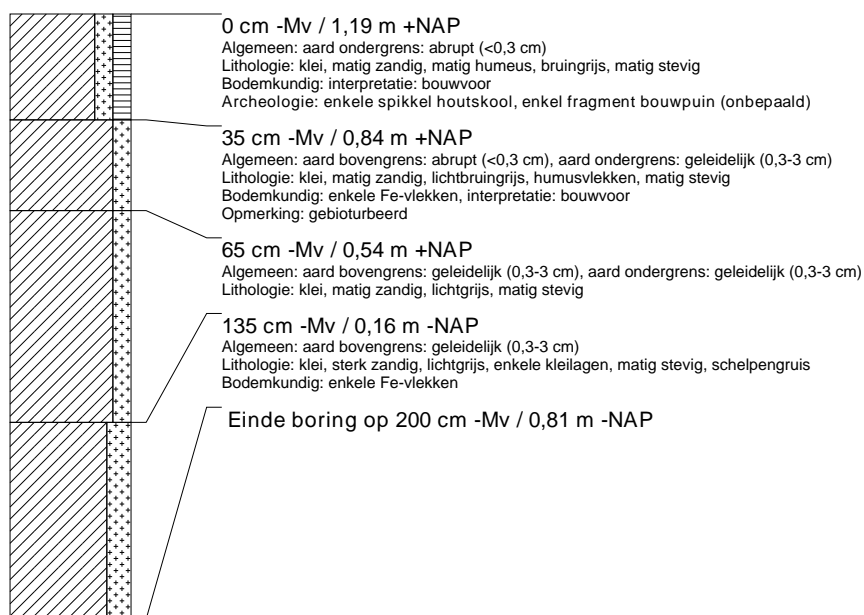 0 cm -Mv / 1,19 m +NAP
Algemeen: aard ondergrens: abrupt (<0,3 cm)
Lithologie: klei, matig zandig, matig humeus, bruingrijs, matig stevig
Bodemkundig: interpretatie: bouwvoor
Archeologie: enkele spikkel houtskool, enkel fragment bouwpuin (onbepaald)
35 cm -Mv / 0,84 m +NAP
Algemeen: aard bovengrens: abrupt (<0,3 cm), aard ondergrens: geleidelijk (0,3-3 cm)
Lithologie: klei, matig zandig, lichtbruingrijs, humusvlekken, matig stevig
Bodemkundig: enkele Fe-vlekken, interpretatie: bouwvoor
Opmerking: gebioturbeerd
65 cm -Mv / 0,54 m +NAP
Algemeen: aard bovengrens: geleidelijk (0,3-3 cm), aard ondergrens: geleidelijk (0,3-3 cm)
Lithologie: klei, matig zandig, lichtgrijs, matig stevig
135 cm -Mv / 0,16 m -NAP
Algemeen: aard bovengrens: geleidelijk (0,3-3 cm)
Lithologie: klei, sterk zandig, lichtgrijs, enkele kleilagen, matig stevig, schelpengruis
Bodemkundig: enkele Fe-vlekken
Einde boring op 200 cm -Mv / 0,81 m -NAP